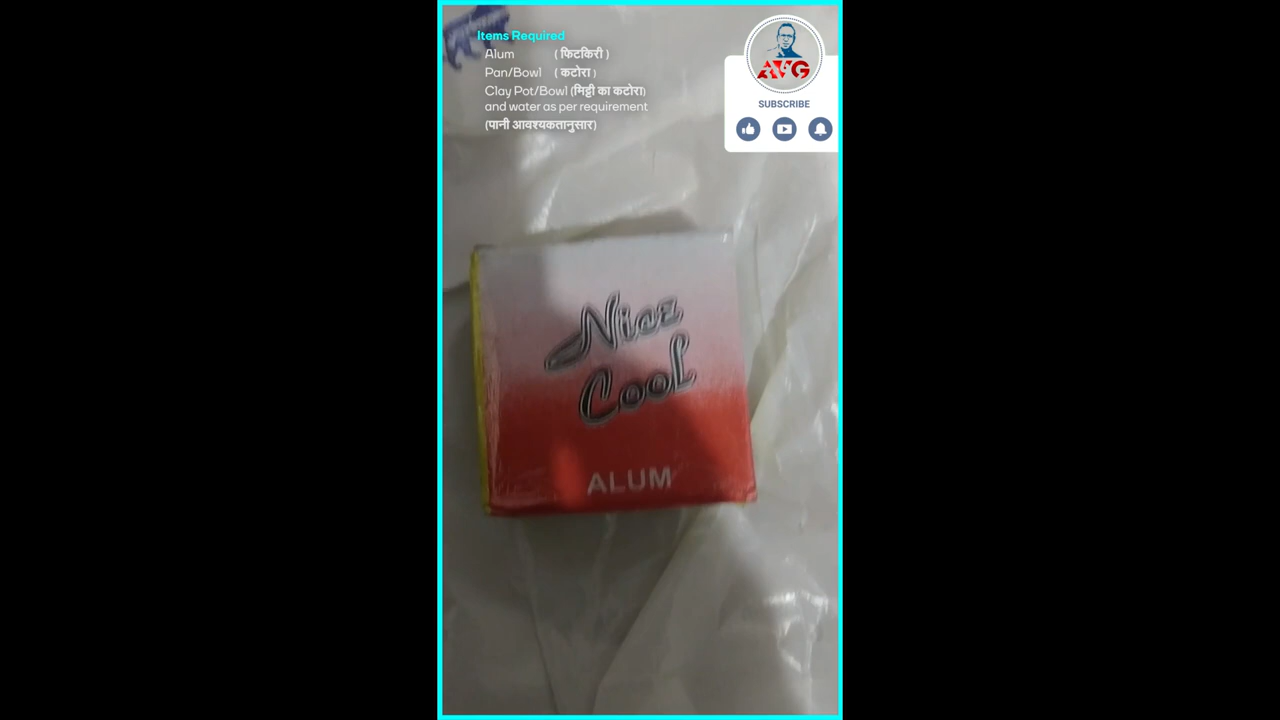 Items Required
Alum ( फिटकिरी )
Pan/Bowl ( कटोरा )
Clay Pot/Bowl (मिट्टी का कटोरा)
and water as per requirement
(पानी आवश्यकतानुसार)
AVG
SUBSCRIBE
Nicz
Cool
ALUM